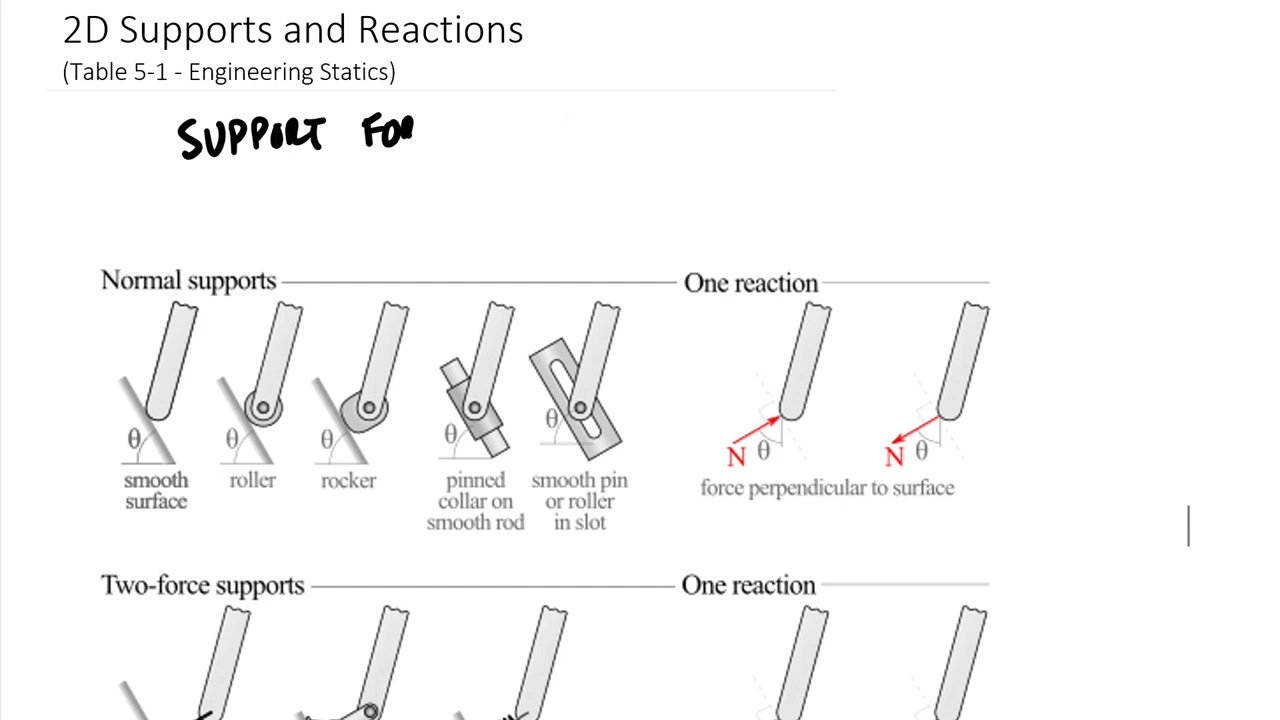 2D Supports and Reactions
(Table 5-1 - Engineering Statics)
SUPPORT FOR
Normal supports
One reaction
θ
θ
θ
θ
θ
N θ
N θ
smooth surface
roller
rocker
pinned collar on smooth rod
smooth pin or roller in slot
force perpendicular to surface
Two-force supports
One reaction